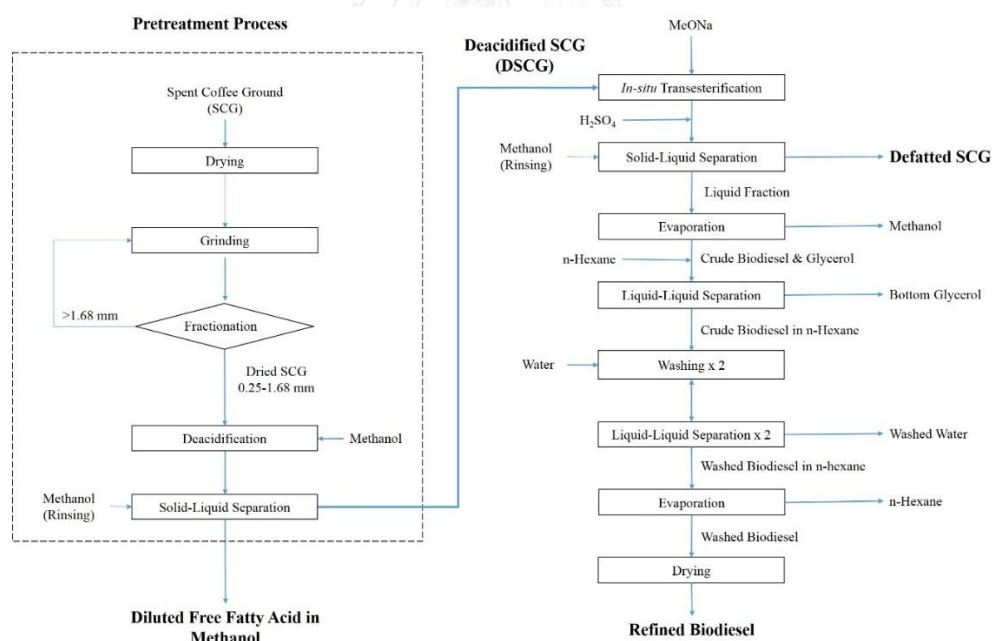 Pretreatment Process
Spent Coffee Ground
(SCG)
Drying
Grinding
>1.68 mm
Fractionation
Dried SCG
0.25-1.68 mm
Deacidification
Methanol
Methanol
(Rinsing)
Solid-Liquid Separation
Diluted Free Fatty Acid in
Methanol
Deacidified SCG
(DSCG)
MeONa
In-situ Transesterification
H₂SO₄
Methanol
(Rinsing)
Solid-Liquid Separation
Defatted SCG
Liquid Fraction
Evaporation
Methanol
n-Hexane
Crude Biodiesel & Glycerol
Liquid-Liquid Separation
Bottom Glycerol
Crude Biodiesel in n-Hexane
Water
Washing x 2
Liquid-Liquid Separation x 2
Washed Water
Washed Biodiesel in n-hexane
Evaporation
n-Hexane
Washed Biodiesel
Drying
Refined Biodiesel